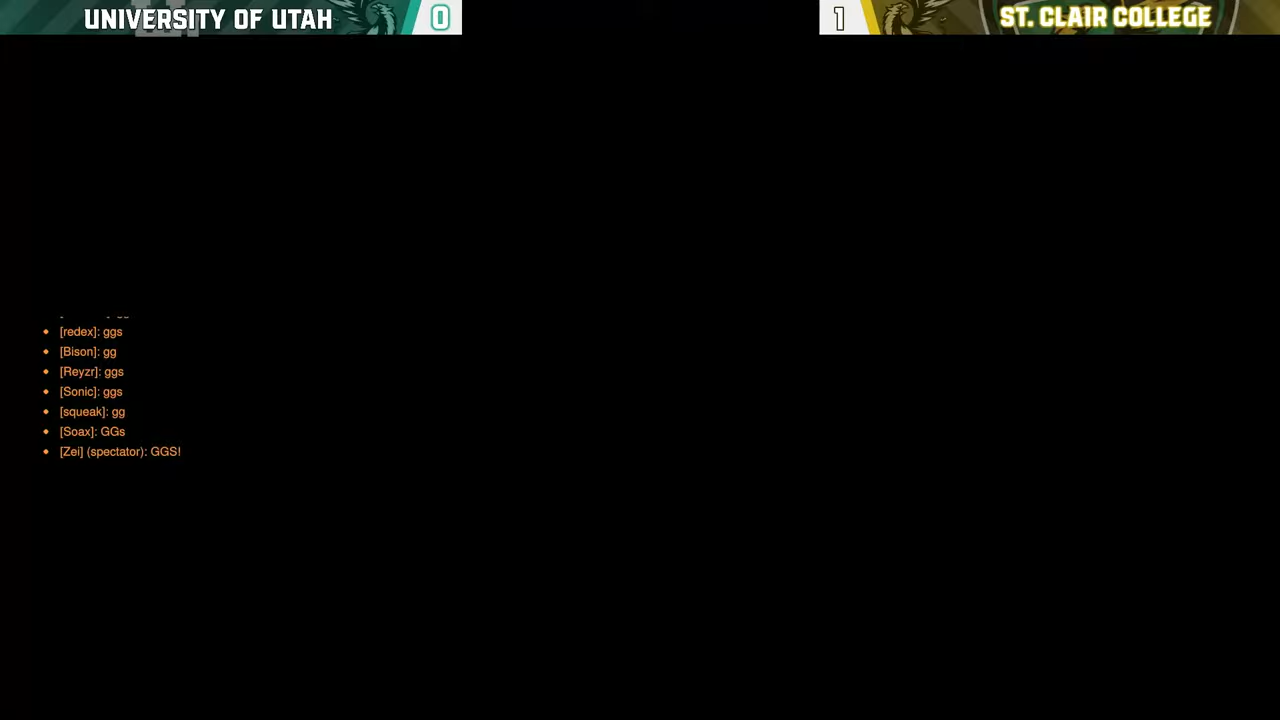 UNIVERSITY OF UTAH 0 1 ST. CLAIR COLLEGE
[redex]: ggs
[Bison]: gg
[Reyzr]: ggs
[Sonic]: ggs
[squeak]: gg
[Soax]: GGs
[Zei] (spectator): GGS!